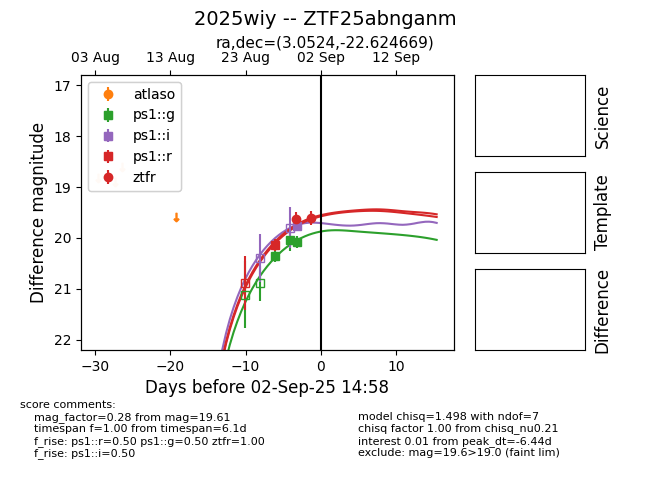 2025wiy -- ZTF25abnganm
ra,dec=(3.0524,-22.624669)
03 Aug 13 Aug 23 Aug 02 Sep 12 Sep
17
18
19
20
21
22
Difference magnitude
atlaso
ps1::g
ps1::i
ps1::r
ztfr
−30 −20 −10 0 10
Days before 02-Sep-25 14:58
Science
Template
Difference
score comments:
mag_factor=0.28 from mag=19.61
timespan f=1.00 from timespan=6.1d
f_rise: ps1::r=0.50 ps1::g=0.50 ztfr=1.00
f_rise: ps1::i=0.50
model chisq=1.498 with ndof=7
chisq factor 1.00 from chisq_nu0.21
interest 0.01 from peak_dt=-6.44d
exclude: mag=19.6>19.0 (faint lim)